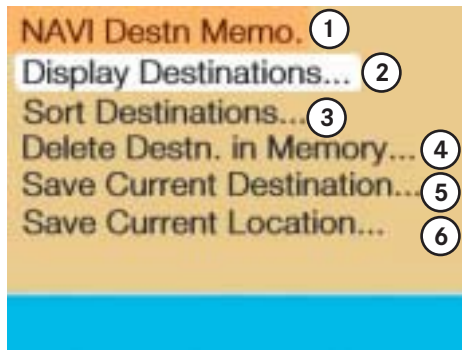 NAVI Destn Memo. 1
Display Destinations... 2
Sort Destinations... 3
Delete Destn. in Memory... 4
Save Current Destination... 5
Save Current Location... 6